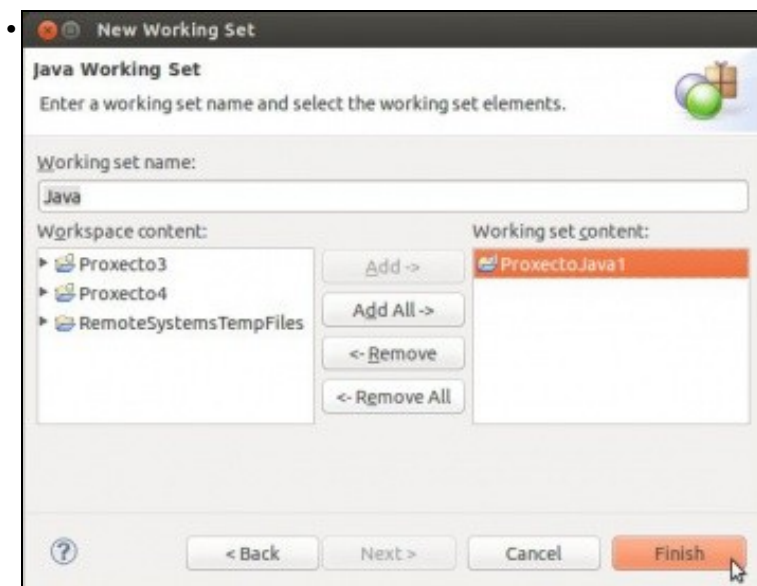 New Working Set
Java Working Set
Enter a working set name and select the working set elements.
Working set name:
Java
Workspace content:
Working set content:
Proxecto3
Proxecto4
RemoteSystemsTempFiles
Add ->
Add All ->
<- Remove
<- Remove All
ProxectoJava1
?
< Back
Next >
Cancel
Finish